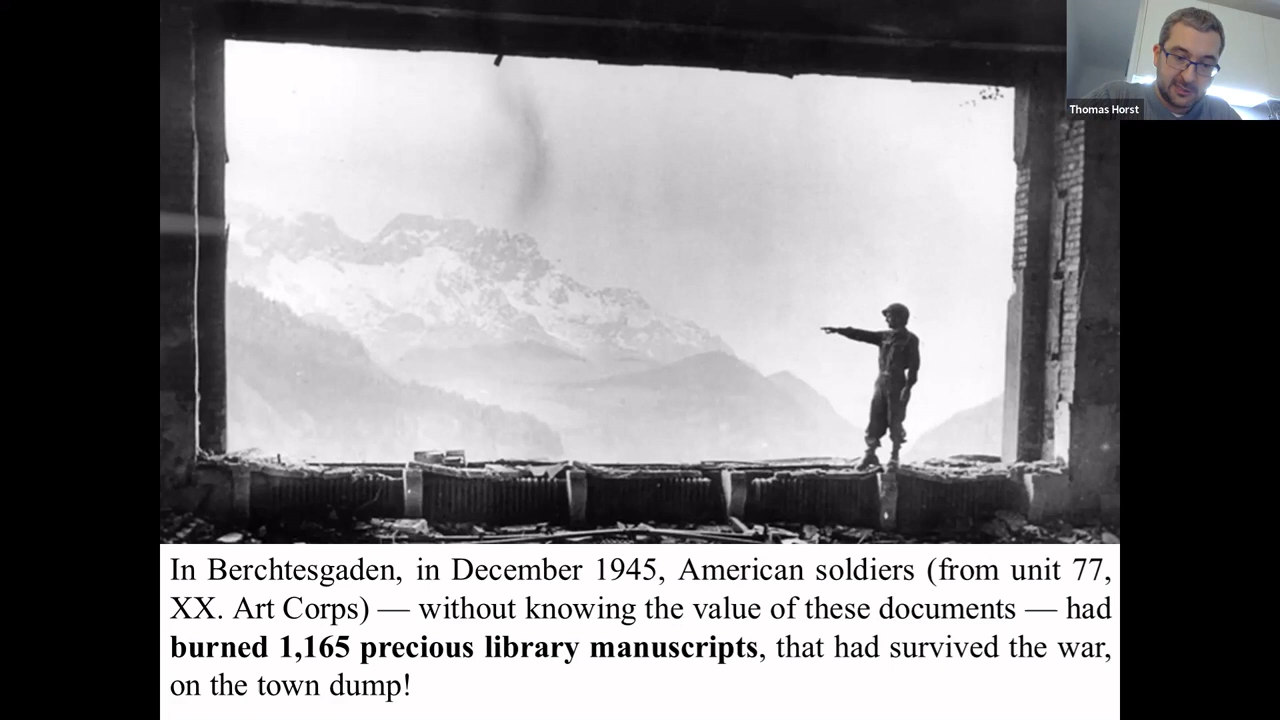 Thomas Horst
In Berchtesgaden, in December 1945, American soldiers (from unit 77,
XX. Art Corps) — without knowing the value of these documents — had
burned 1,165 precious library manuscripts, that had survived the war,
on the town dump!